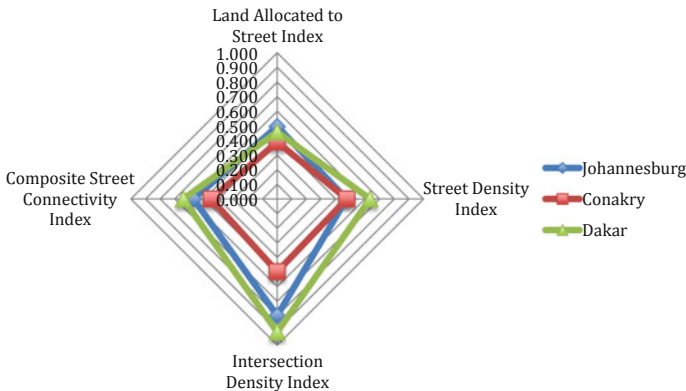 Land Allocated to
Street Index
1.000
0.900
0.800
0.700
0.600
0.500
0.400
0.300
0.200
0.100
0.000
Composite Street
Connectivity
Index
Street Density
Index
Intersection
Density Index
Johannesburg
Conakry
Dakar